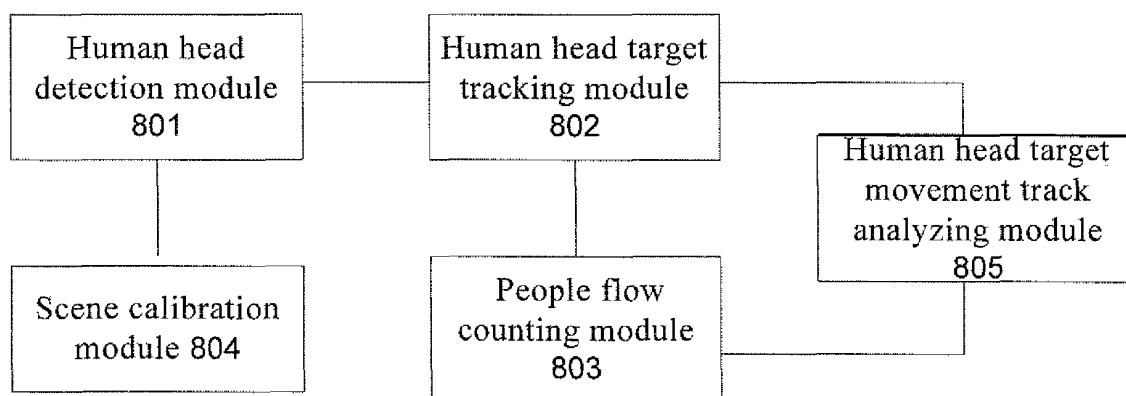 Human head
detection module
801
Human head target
tracking module
802
Human head target
movement track
analyzing module
805
Scene calibration
module 804
People flow
counting module
803